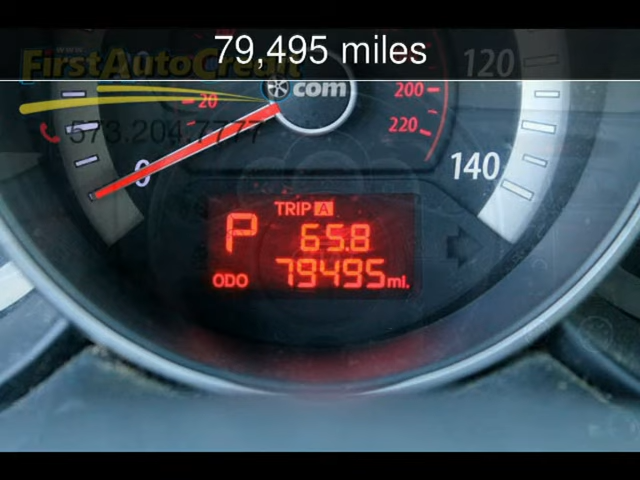 79,495 miles
www.
FirstAutoCredit
.com
573.204.7777
0
20
120
140
200
220
TRIP A
P
65.8
ODO
79495 mi.